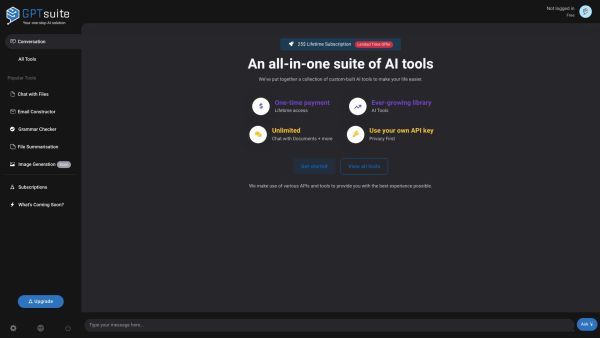 GPTsuite
Your one-stop AI solution
Not logged in
Free
Conversation
All Tools
Popular Tools
Chat with Files
Email Constructor
Grammar Checker
File Summarisation
Image Generation
Subscriptions
What's Coming Soon?
Upgrade
25$ Lifetime Subscription Limited Time Offer
An all-in-one suite of AI tools
We've put together a collection of custom-built AI tools to make your life easier.
One-time payment
Lifetime access
Ever-growing library
AI Tools
Unlimited
Chat with Documents + more
Use your own API key
Privacy First
Get started
View all tools
We make use of various APIs and tools to provide you with the best experience possible.
Type your message here...
Ask